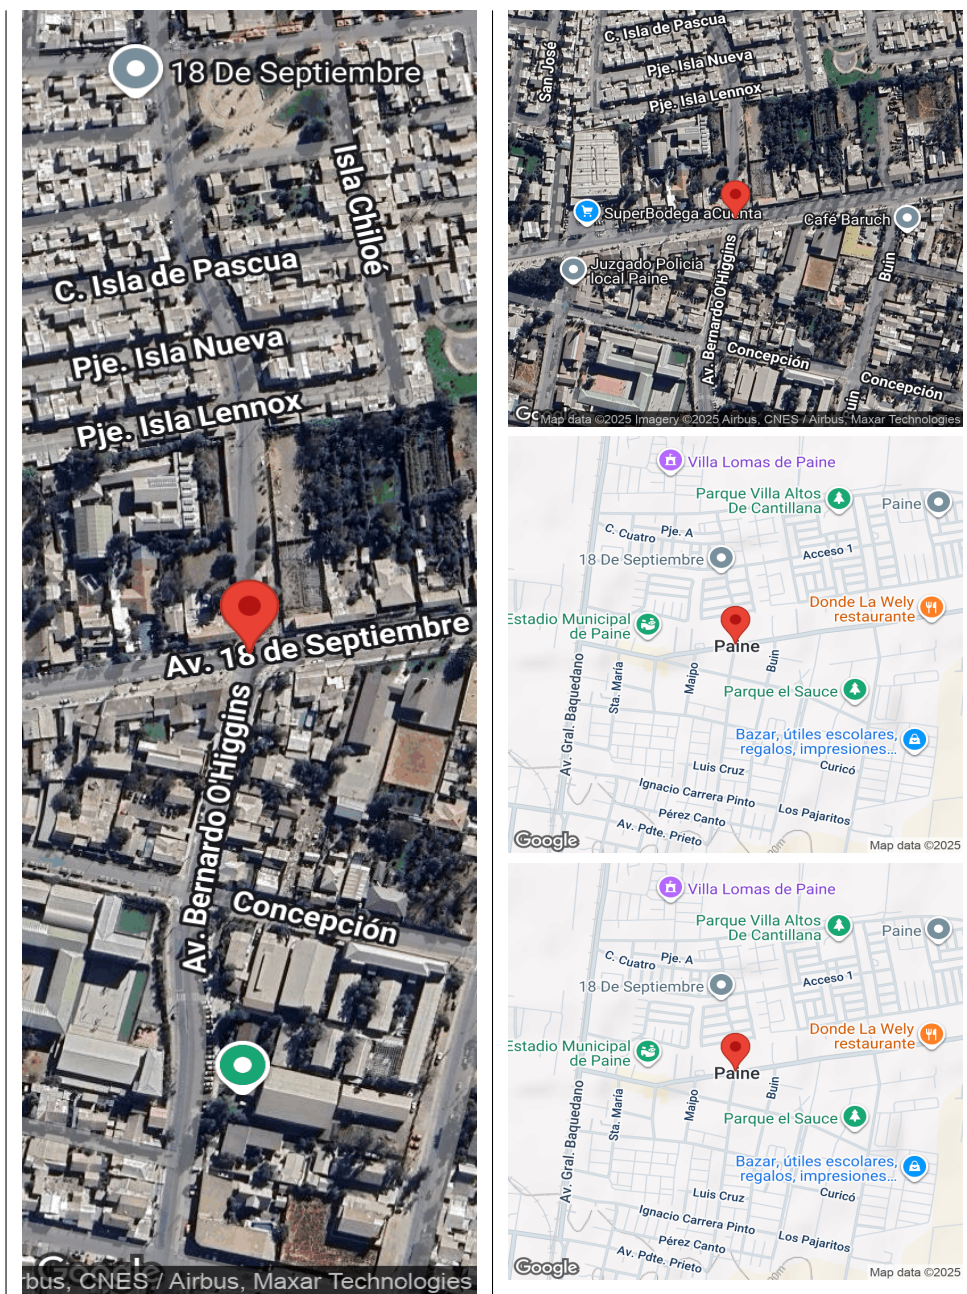 18 De Septiembre
Isla Chiloé
C. Isla de Pascua
Pje. Isla Nueva
Pje. Isla Lennox
Av. 18 de Septiembre
Av. Bernardo O'Higgins
Concepción
Google
rbus, CNES / Airbus, Maxar Technologies
C. Isla de Pascua
San José
Pje. Isla Nueva
Pje. Isla Lennox
SuperBodega aCuenta
Café Baruch
Juzgado Policia
local Paine
Buin
Av. Bernardo O'Higgins
Concepción
Concepción
uin
Go
Map data ©2025 Imagery ©2025 Airbus, CNES / Airbus, Maxar Technologies
Villa Lomas de Paine
Parque Villa Altos
De Cantillana
Paine
C. Cuatro
Pje. A
Acceso 1
18 De Septiembre
Donde La Wely
restaurante
Estadio Municipal
de Paine
Paine
Buin
Maipo
Sta. María
Av. Gral. Baquedano
Parque el Sauce
Bazar, útiles escolares,
regalos, impresiones...
Luis Cruz
Curicó
Ignacio Carrera Pinto
Los Pajaritos
Pérez Canto
Av. Pdte. Prieto
00m
Google
Map data ©2025
Villa Lomas de Paine
Parque Villa Altos
De Cantillana
Paine
C. Cuatro
Pje. A
Acceso 1
18 De Septiembre
Donde La Wely
restaurante
Estadio Municipal
de Paine
Paine
Buin
Maipo
Sta. María
Av. Gral. Baquedano
Parque el Sauce
Bazar, útiles escolares,
regalos, impresiones...
Luis Cruz
Curicó
Ignacio Carrera Pinto
Los Pajaritos
Pérez Canto
Av. Pdte. Prieto
00m
Google
Map data ©2025